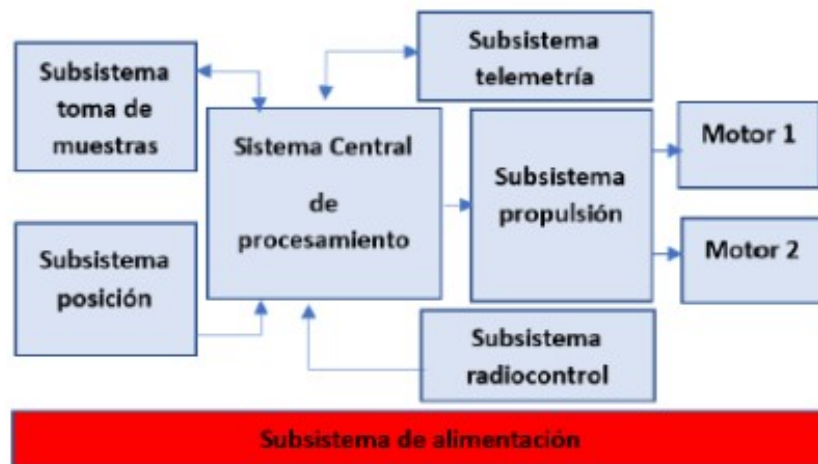 Subsistema
toma de
muestras
Subsistema
telemetría
Sistema Central
de
procesamiento
Subsistema
propulsión
Motor 1
Motor 2
Subsistema
posición
Subsistema
radiocontrol
Subsistema de alimentación